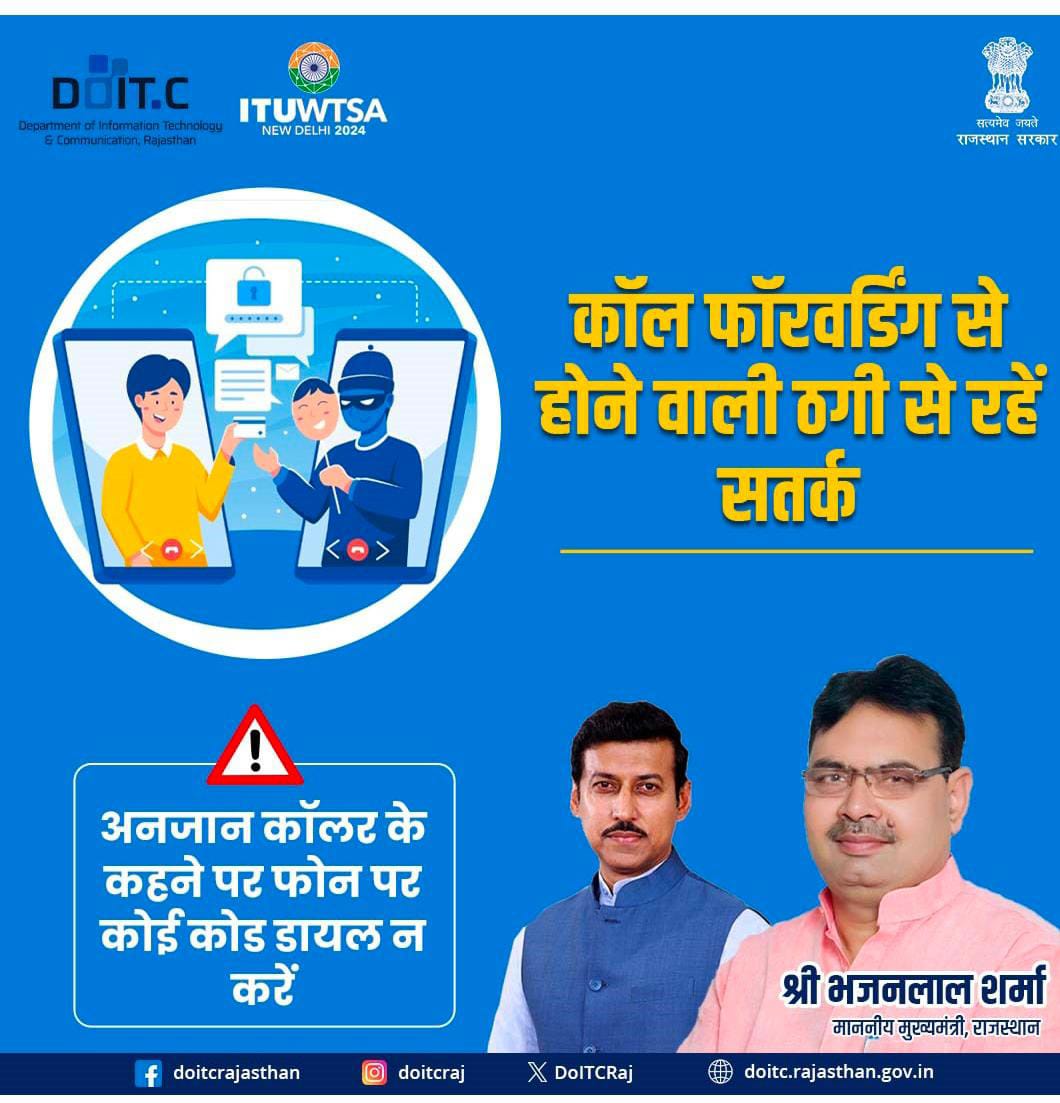 DOIT.C
Department of Information Technology
& Communication, Rajasthan
ITUWTSA
NEW DELHI 2024
सत्यमेव जयते
राजस्थान सरकार
कॉल फॉरवर्डिंग से
होने वाली ठगी से रहें
सतर्क
अनजान कॉलर के
कहने पर फोन पर
कोई कोड डायल न
करें
श्री भजनलाल शर्मा
माननीय मुख्यमंत्री, राजस्थान
doitcrajasthan
doitcraj
DoITCRaj
doitc.rajasthan.gov.in